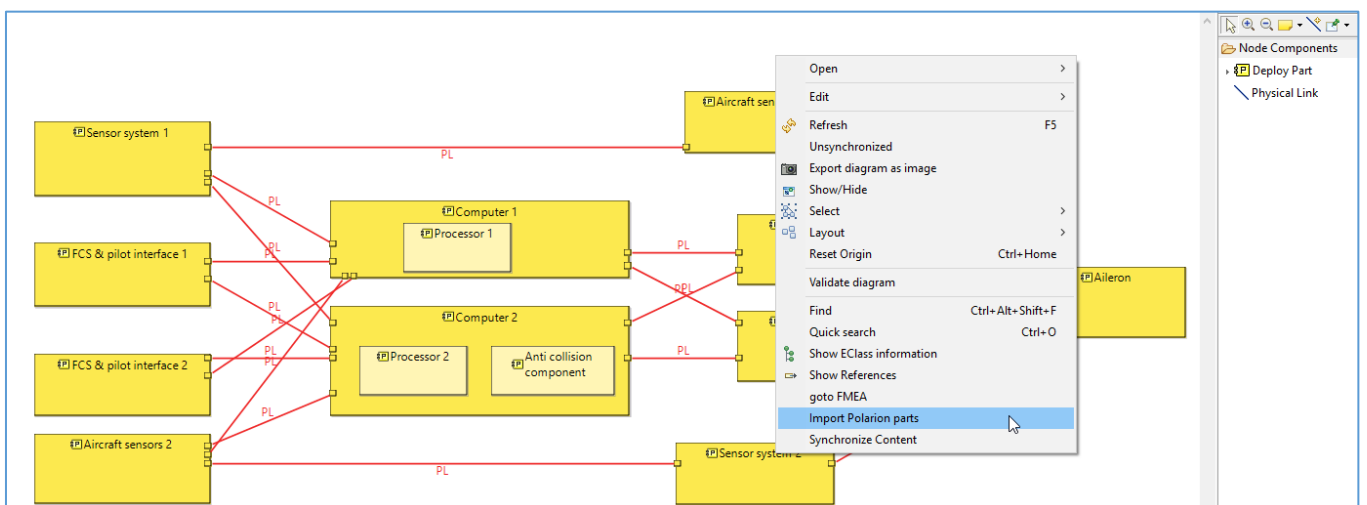 Node Components
Deploy Part
Physical Link
Sensor system 1
FCS & pilot interface 1
FCS & pilot interface 2
Aircraft sensors 2
PL
PL
PL
PL
PL
PL
PL
PL
PL
PL
Computer 1
Processor 1
Computer 2
Processor 2
Anti collision
component
PL
PL
PL
Aircraft sen
Sensor system 2
Aileron
Open
Edit
Refresh F5
Unsynchronized
Export diagram as image
Show/Hide
Select
Layout
Reset Origin Ctrl+Home
Validate diagram
Find Ctrl+Alt+Shift+F
Quick search Ctrl+O
Show EClass information
Show References
goto FMEA
Import Polarion parts
Synchronize Content